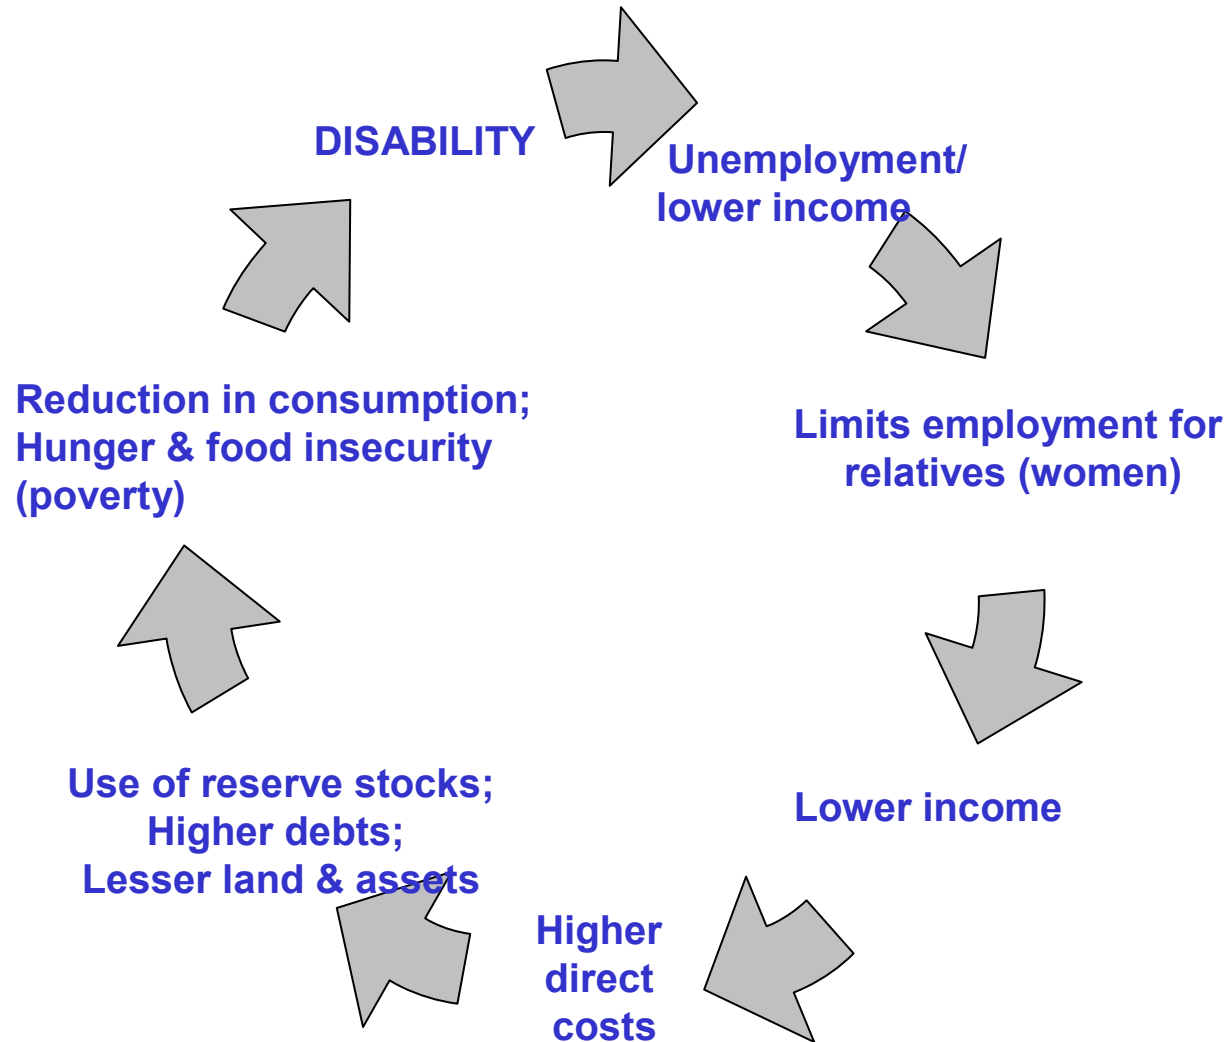 DISABILITY
Unemployment/
lower income
Limits employment for
relatives (women)
Lower income
Higher
direct
costs
Use of reserve stocks;
Higher debts;
Lesser land & assets
Reduction in consumption;
Hunger & food insecurity
(poverty)